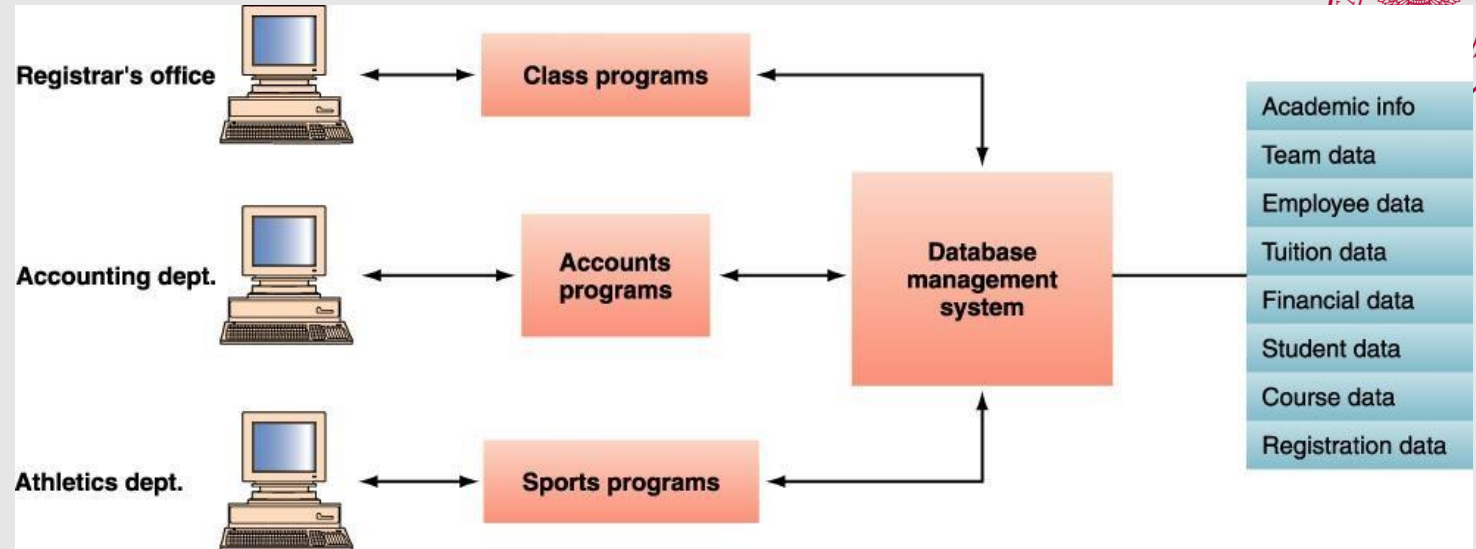 Registrar's office
Class programs
Accounting dept.
Accounts
programs
Athletics dept.
Sports programs
Database
management
system
Academic info
Team data
Employee data
Tuition data
Financial data
Student data
Course data
Registration data